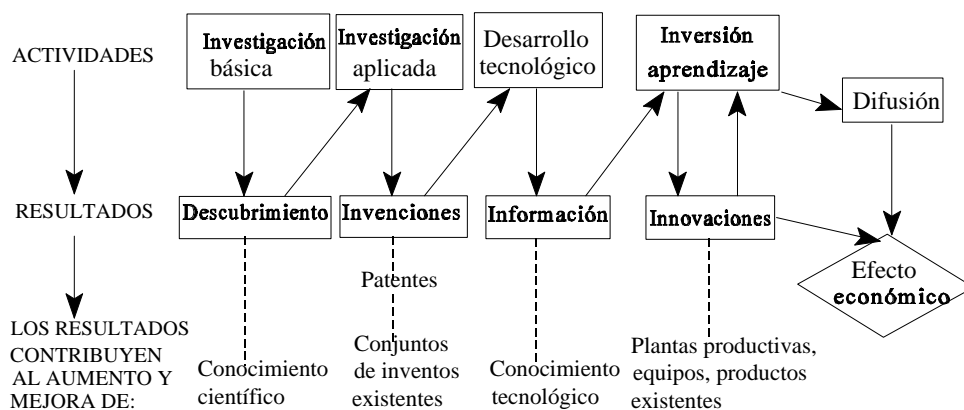 ACTIVIDADES
Investigación
básica
Investigación
aplicada
Desarrollo
tecnológico
Inversión
aprendizaje
Difusión
RESULTADOS
Descubrimiento
Invenciones
Información
Innovaciones
Efecto
económico
Patentes
LOS RESULTADOS
CONTRIBUYEN
AL AUMENTO Y
MEJORA DE:
Conocimiento
científico
Conjuntos
de inventos
existentes
Conocimiento
tecnológico
Plantas productivas,
equipos, productos
existentes